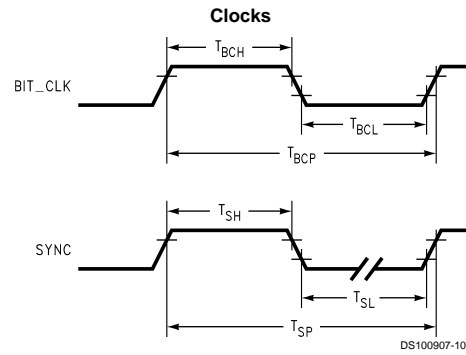 Clocks
T_BCH
BIT_CLK
T_BCL
T_BCP
T_SH
SYNC
T_SL
T_SP
DS100907-10